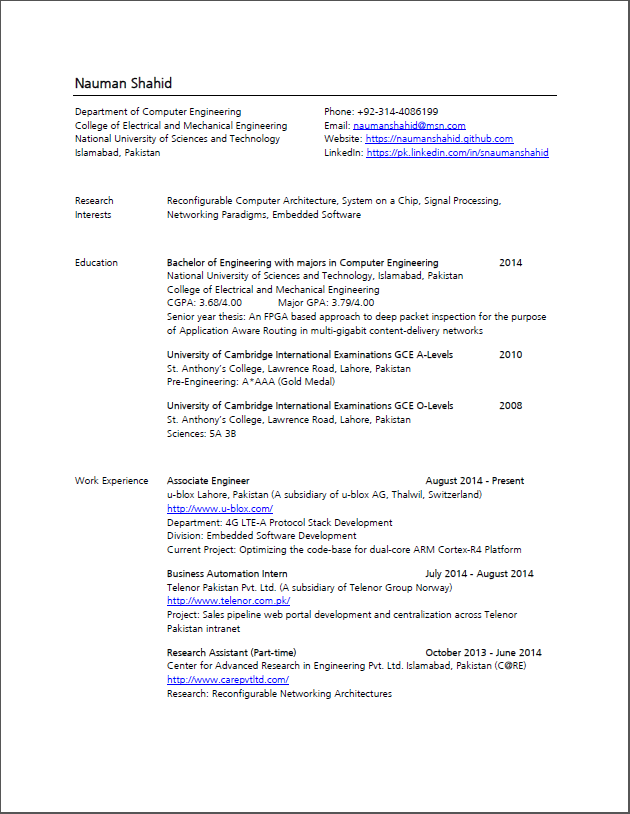 Nauman Shahid
Department of Computer Engineering
College of Electrical and Mechanical Engineering
National University of Sciences and Technology
Islamabad, Pakistan
Phone: +92-314-4086199
Email: naumanshahid@msn.com
Website: https://naumanshahid.github.com
LinkedIn: https://pk.linkedin.com/in/snaumanshahid
Research
Interests
Reconfigurable Computer Architecture, System on a Chip, Signal Processing,
Networking Paradigms, Embedded Software
Education
Bachelor of Engineering with majors in Computer Engineering 2014
National University of Sciences and Technology, Islamabad, Pakistan
College of Electrical and Mechanical Engineering
CGPA: 3.68/4.00 Major GPA: 3.79/4.00
Senior year thesis: An FPGA based approach to deep packet inspection for the purpose
of Application Aware Routing in multi-gigabit content-delivery networks
University of Cambridge International Examinations GCE A-Levels 2010
St. Anthony's College, Lawrence Road, Lahore, Pakistan
Pre-Engineering: A*AAA (Gold Medal)
University of Cambridge International Examinations GCE O-Levels 2008
St. Anthony's College, Lawrence Road, Lahore, Pakistan
Sciences: 5A 3B
Work Experience
Associate Engineer August 2014 - Present
u-blox Lahore, Pakistan (A subsidiary of u-blox AG, Thalwil, Switzerland)
http://www.u-blox.com/
Department: 4G LTE-A Protocol Stack Development
Division: Embedded Software Development
Current Project: Optimizing the code-base for dual-core ARM Cortex-R4 Platform
Business Automation Intern July 2014 - August 2014
Telenor Pakistan Pvt. Ltd. (A subsidiary of Telenor Group Norway)
http://www.telenor.com.pk/
Project: Sales pipeline web portal development and centralization across Telenor
Pakistan intranet
Research Assistant (Part-time) October 2013 - June 2014
Center for Advanced Research in Engineering Pvt. Ltd. Islamabad, Pakistan (C@RE)
http://www.carepvtltd.com/
Research: Reconfigurable Networking Architectures